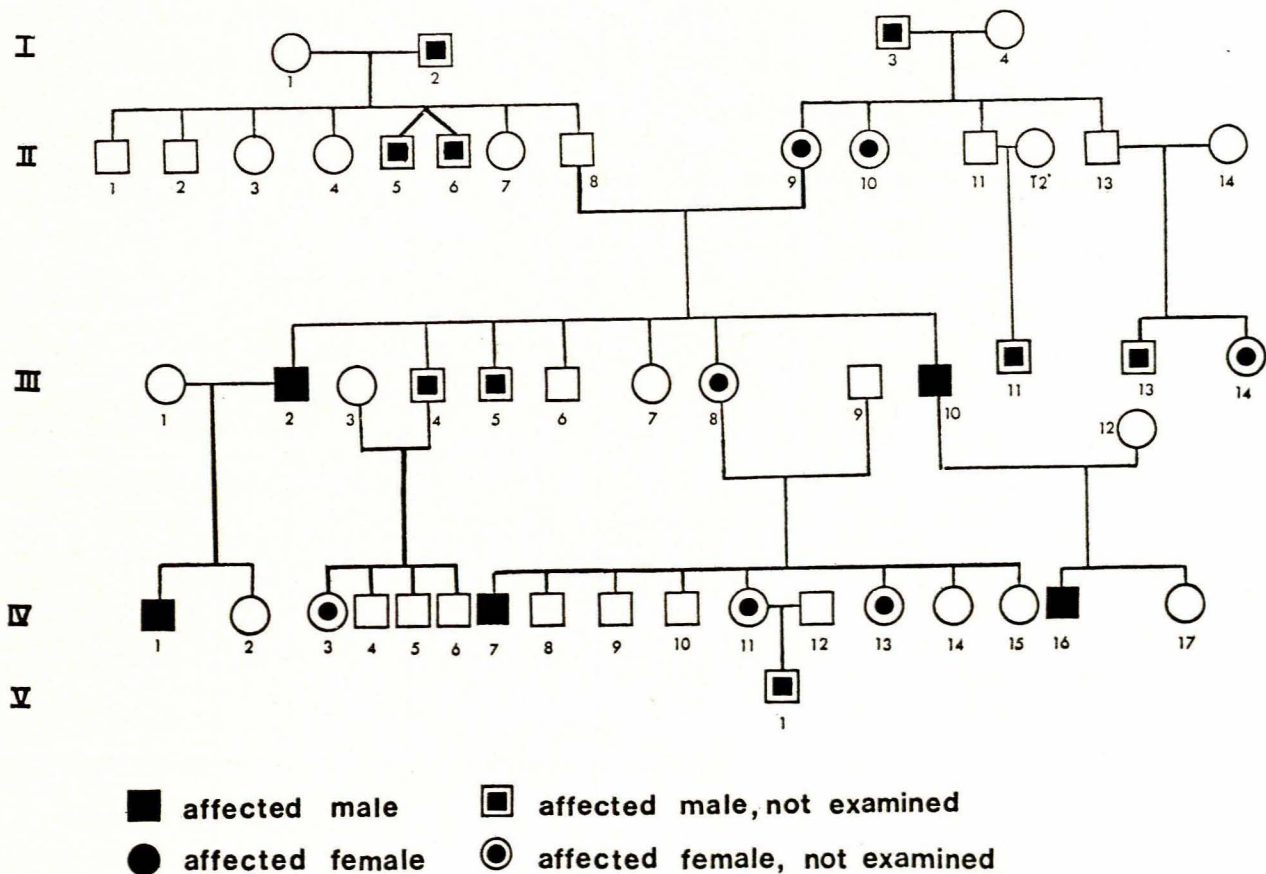 I
1 2 3 4
II
1 2 3 4 5 6 7 8 9 10 11 12 13 14
III
1 2 3 4 5 6 7 8 9 10 11 12 13 14
IV
1 2 3 4 5 6 7 8 9 10 11 12 13 14 15 16 17
V
1
affected male affected male, not examined
affected female affected female, not examined